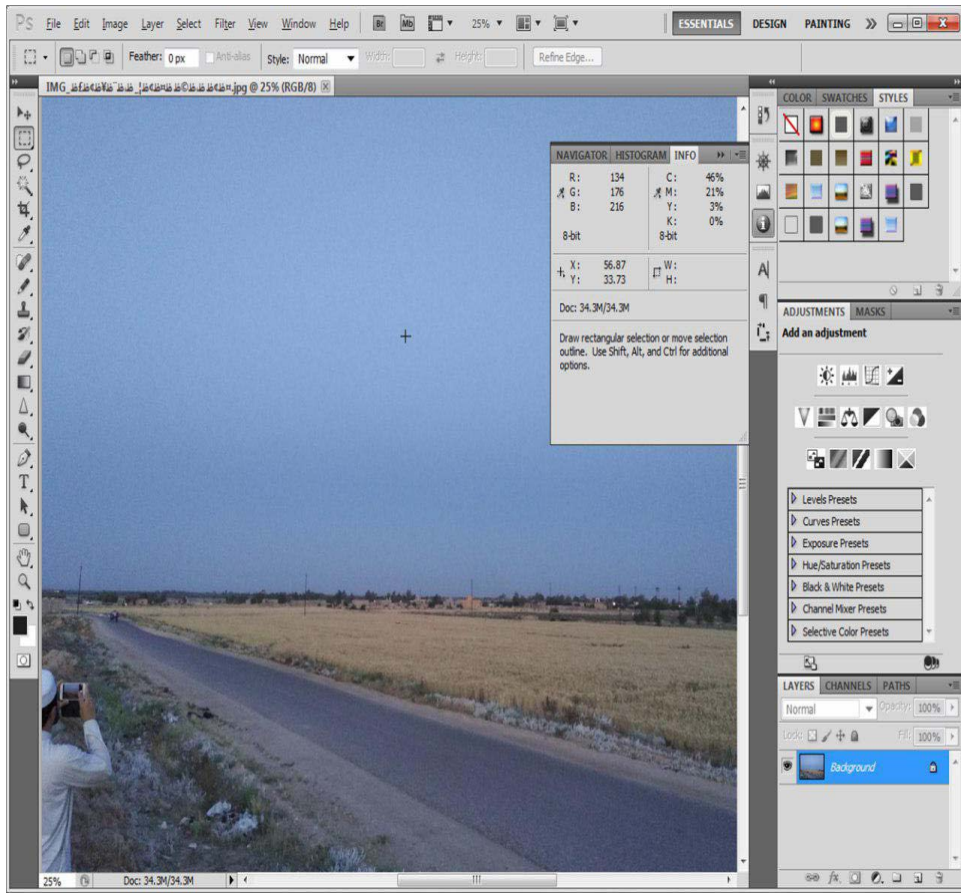 Ps File Edit Image Layer Select Filter View Window Help Br Mb 25% ESSENTIALS DESIGN PAINTING
Feather: 0 px Anti-alias Style: Normal Width: Height: Refine Edge...
.jpg @ 25% (RGB/8)
COLOR SWATCHES STYLES
NAVIGATOR HISTOGRAM INFO
R: 134 C: 46%
G: 176 M: 21%
B: 216 Y: 3%
K: 0%
8-bit 8-bit
X: 56.87 W:
Y: 33.73 H:
Doc: 34.3M/34.3M
Draw rectangular selection or move selection
outline. Use Shift, Alt, and Ctrl for additional
options.
ADJUSTMENTS MASKS
Add an adjustment
Levels Presets
Curves Presets
Exposure Presets
Hue/Saturation Presets
Black & White Presets
Channel Mixer Presets
Selective Color Presets
LAYERS CHANNELS PATHS
Normal Opacity: 100%
Lock: Fill: 100%
Background
25% Doc: 34.3M/34.3M